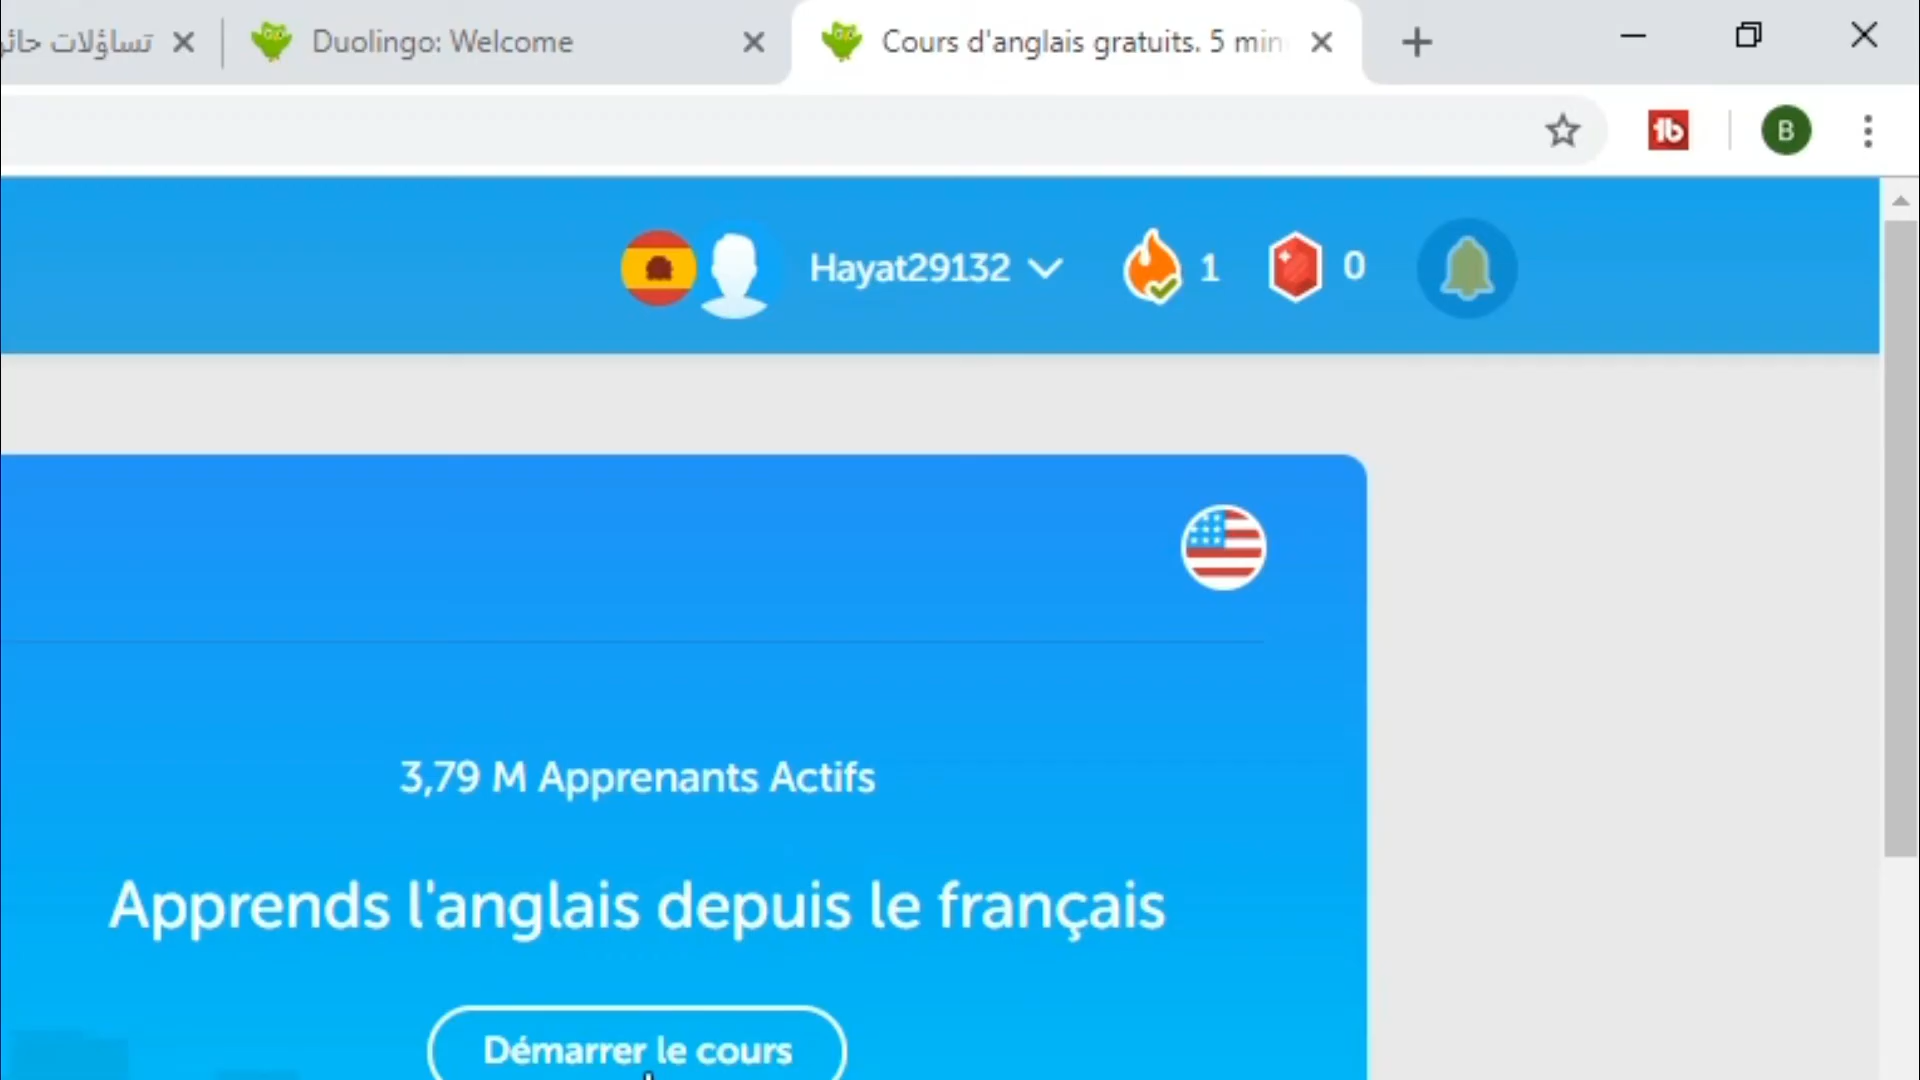 تساؤلات
Duolingo: Welcome
Cours d'anglais gratuits. 5 min
B
Hayat29132
1
0
3,79 M Apprenants Actifs
Apprends l'anglais depuis le français
Démarrer le cours